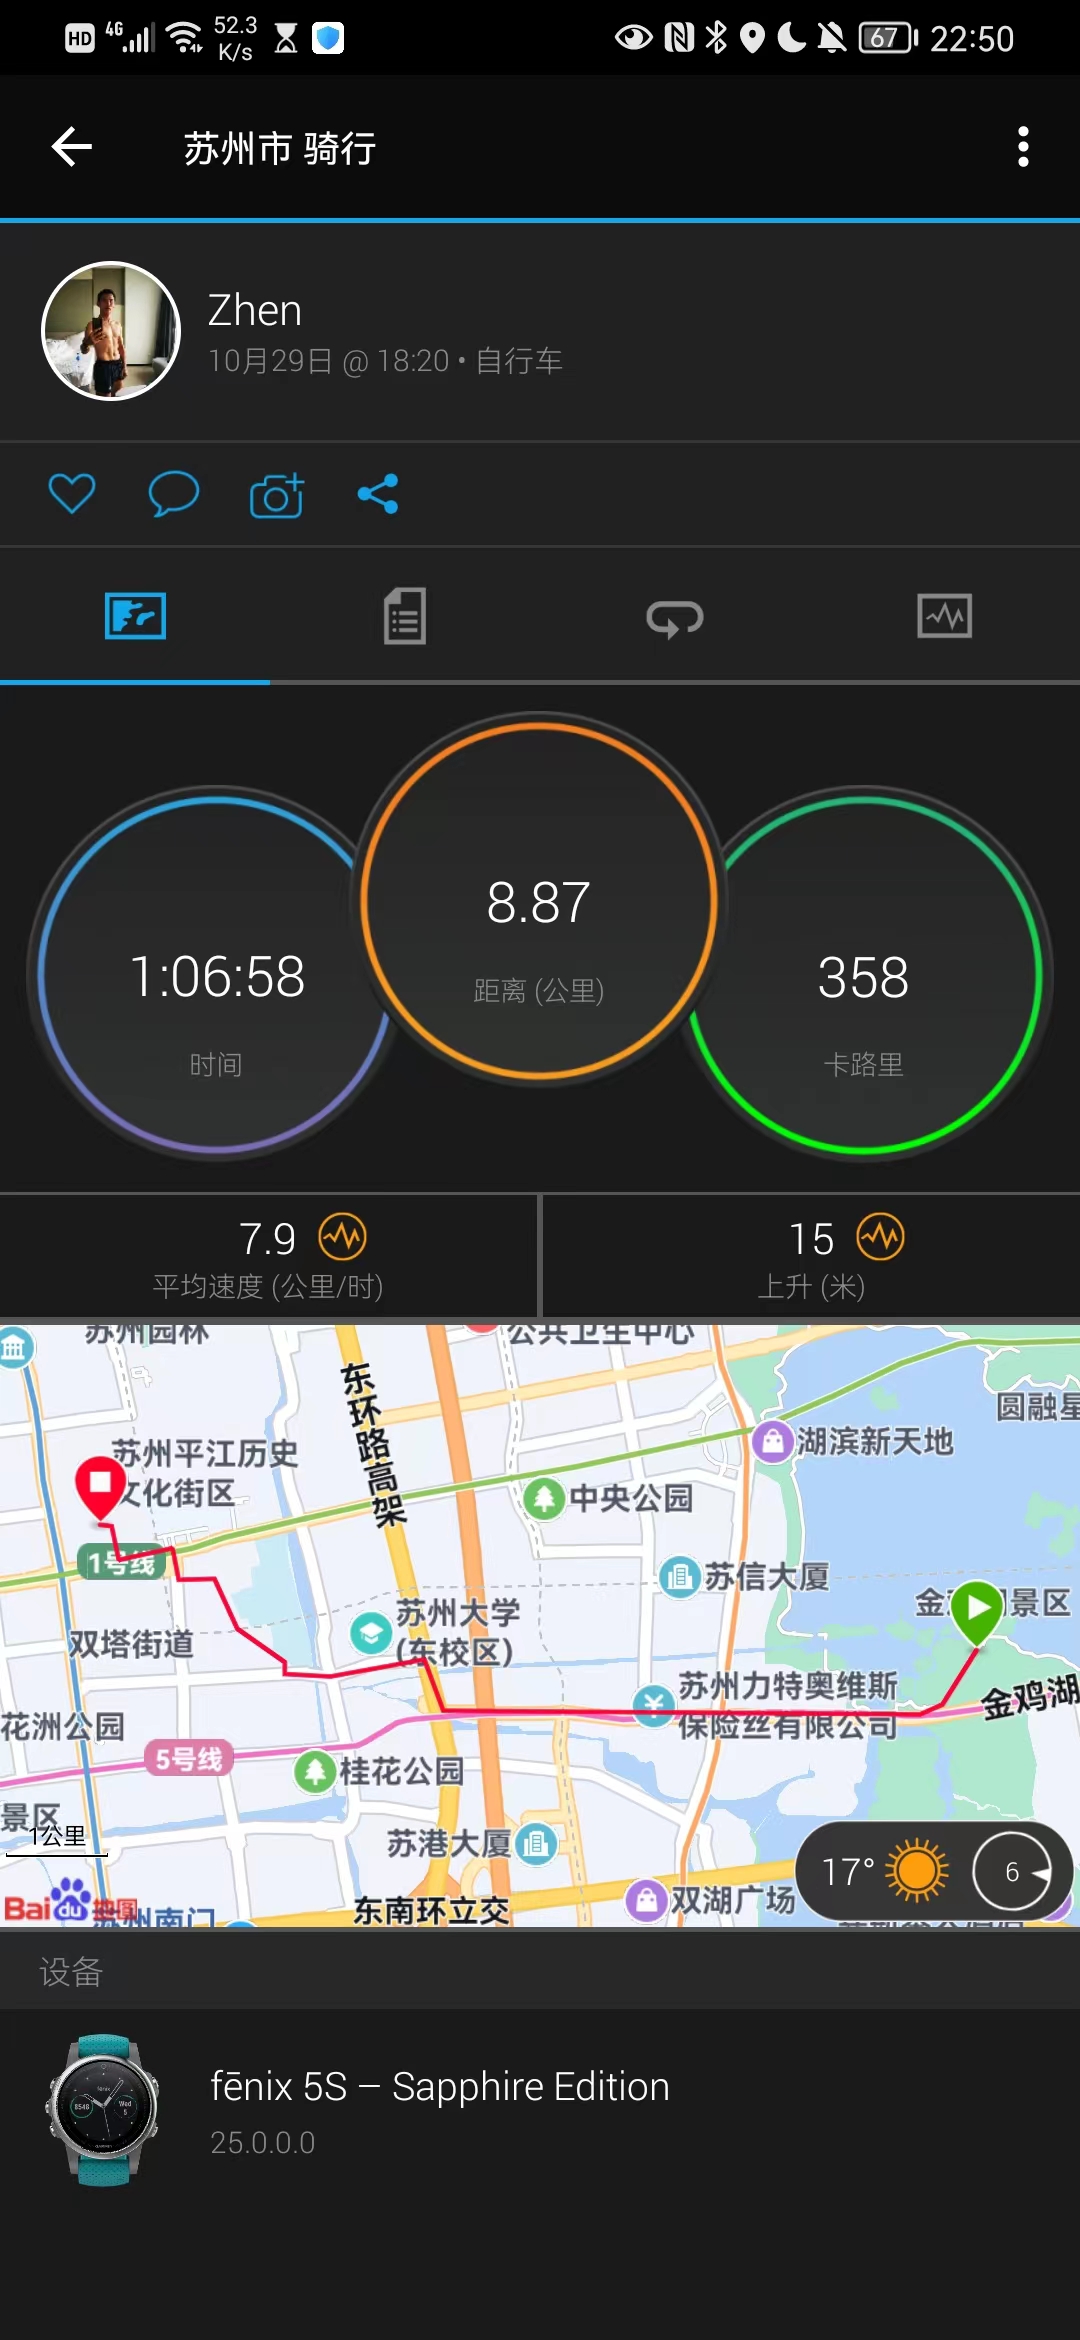 HD 4G 52.3 K/s 67 22:50
苏州市 骑行
Zhen
10月29日 @ 18:20 • 自行车
8.87
距离 (公里)
1:06:58
时间
358
卡路里
7.9
平均速度 (公里/时)
15
上升 (米)
苏州园林
公共卫生中心
东环路高架
圆融星
湖滨新天地
苏州平江历史
文化街区
中央公园
1号线
苏信大厦
金
景区
苏州大学
(东校区)
双塔街道
苏州力特奥维斯
保险丝有限公司
金鸡湖
花洲公园
5号线
桂花公园
景区
1公里
苏港大厦
17°
6
双湖广场
Bai du 地图
苏州南门
东南环立交
设备
fēnix 5S – Sapphire Edition
25.0.0.0